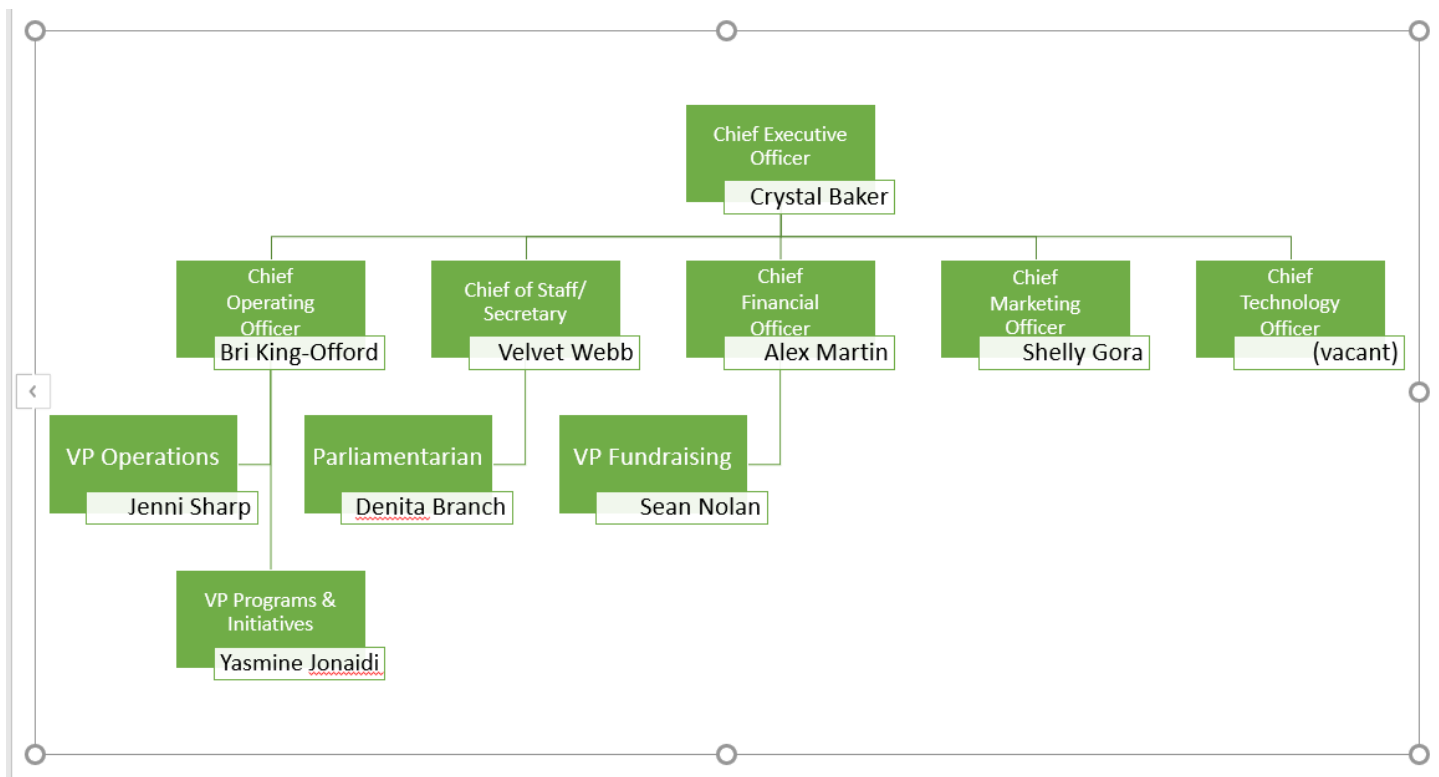 Chief Executive
Officer
Crystal Baker
Chief
Operating
Officer
Bri King-Offord
Chief of Staff/
Secretary
Velvet Webb
Chief
Financial
Officer
Alex Martin
Chief
Marketing
Officer
Shelly Gora
Chief
Technology
Officer
(vacant)
VP Operations
Jenni Sharp
Parliamentarian
Denita Branch
VP Fundraising
Sean Nolan
VP Programs &
Initiatives
Yasmine Jonaidi